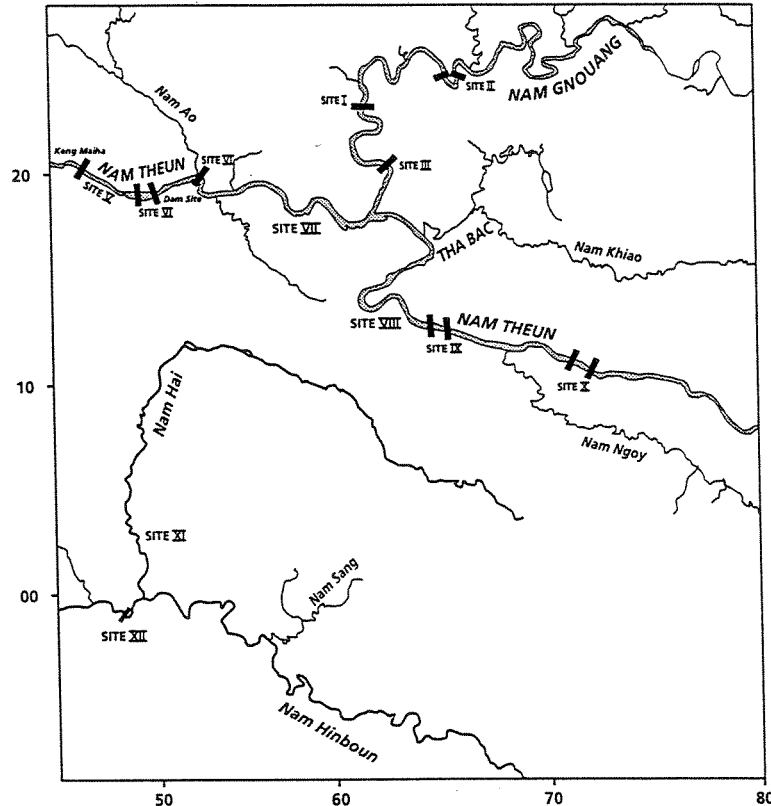 Nam Ao
SITE I
SITE II
NAM GNOUANG
Keng Maiha
NAM THEUN
SITE VI
SITE III
20
SITE V
SITE VI
Dam Site
SITE VII
THA BAC
Nam Khiao
SITE VIII
NAM THEUN
SITE IX
SITE X
10
Nam Hai
Nam Ngoy
SITE XI
00
Nam Sang
SITE XII
Nam Hinboun
50
60
70
80